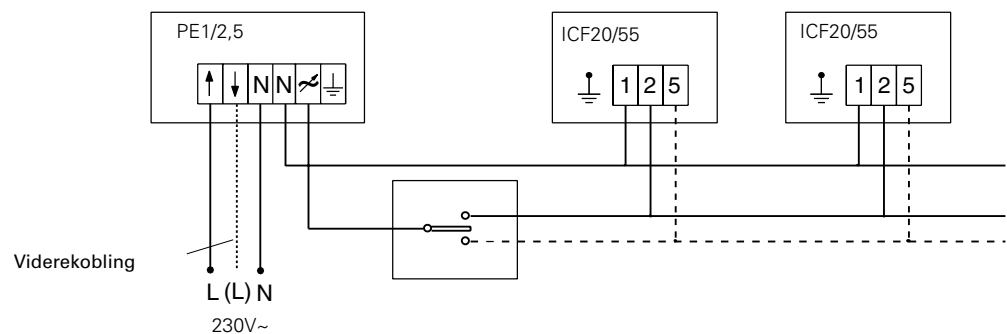 PE1/2,5
ICF20/55
ICF20/55
N N
1 2 5
1 2 5
Viderekobling
L (L) N
230V~